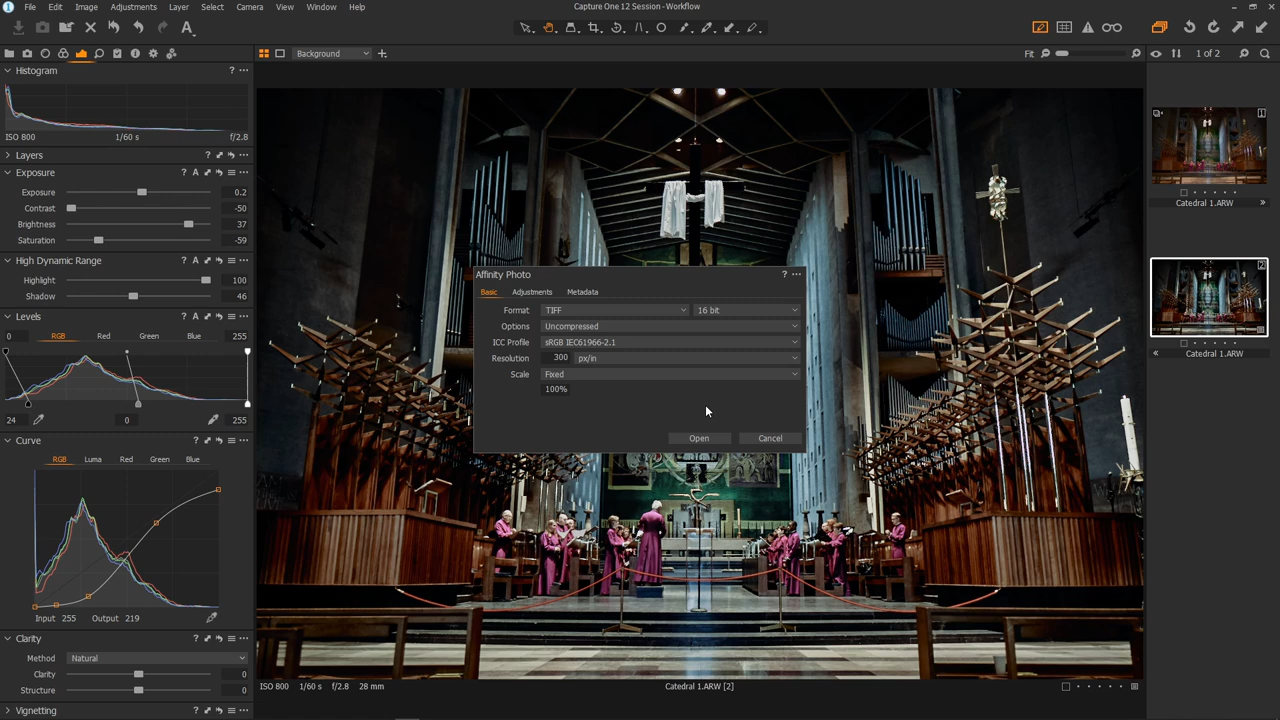 File Edit Image Adjustments Layer Select Camera View Window Help
Capture One 12 Session - Workflow
Background
Fit
1 of 2
Histogram
ISO 800 1/60 s f/2.8
Layers
Exposure
Exposure 0.2
Contrast -50
Brightness 37
Saturation -59
High Dynamic Range
Highlight 100
Shadow 46
Levels
0 RGB Red Green Blue 255
24 0 255
Curve
RGB Luma Red Green Blue
Input 255 Output 219
Clarity
Method Natural
Clarity 0
Structure 0
Vignetting
Affinity Photo
Basic Adjustments Metadata
Format TIFF 16 bit
Options Uncompressed
ICC Profile sRGB IEC61966-2.1
Resolution 300 px/in
Scale Fixed
100%
Open Cancel
ISO 800 1/60 s f/2.8 28 mm
Catedral 1.ARW [2]
1
Catedral 1.ARW
2
Catedral 1.ARW